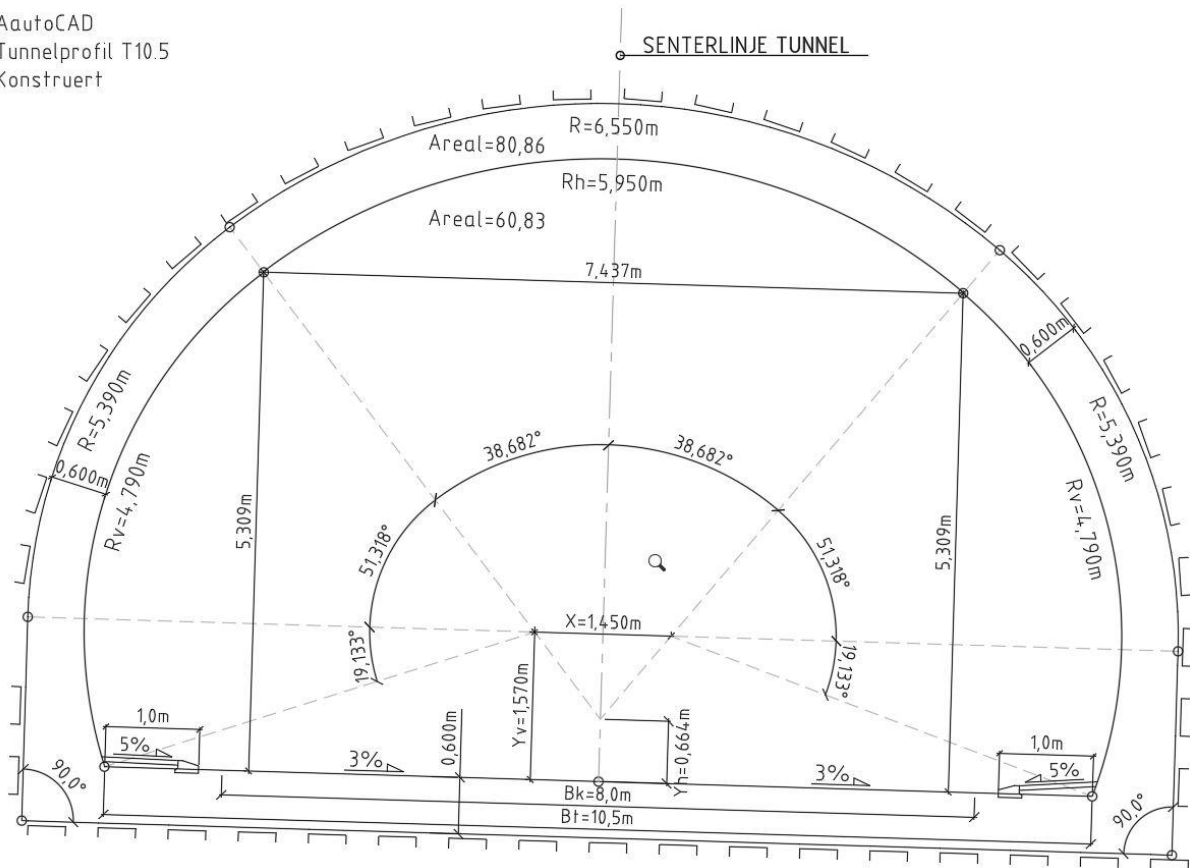 AautoCAD
Tunnelprofil T10.5
Konstruert
SENTERLINJE TUNNEL
R=6,550m
Areal=80,86
Rh=5,950m
Areal=60,83
7,437m
0,600m
R=5,390m
R=5,390m
38,682°
38,682°
0,600m
Rv=4,790m
Rv=4,790m
5,309m
5,309m
51,318°
51,318°
X=1,450m
19,133°
19,133°
Yv=1,570m
Yh=0,664m
1,0m
0,600m
1,0m
5%
3%
3%
5%
90,0°
Bk=8,0m
Bt=10,5m
90,0°